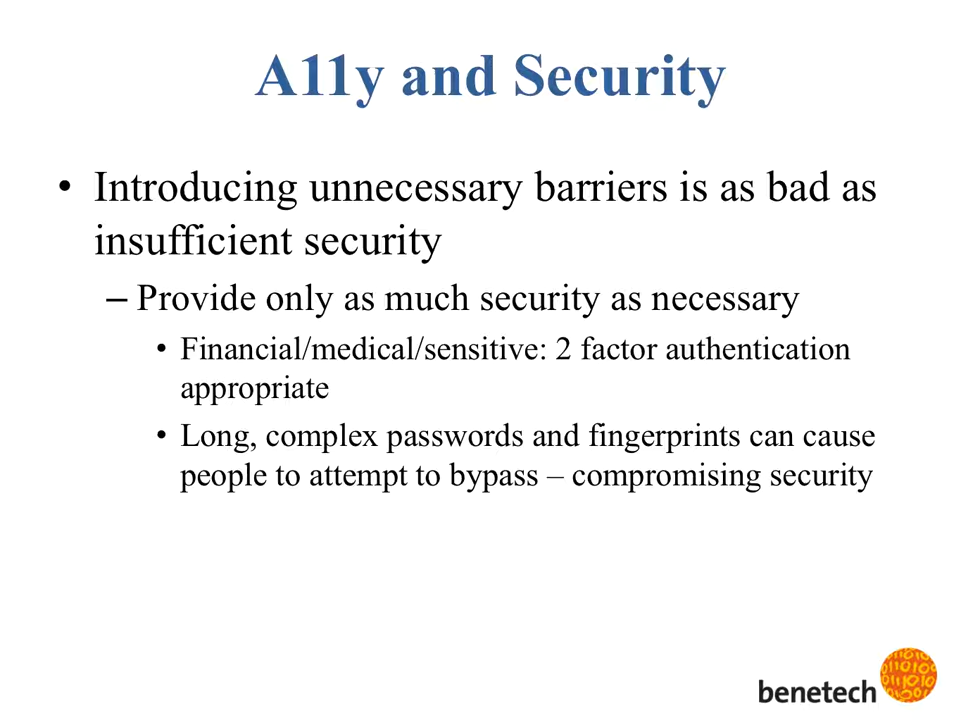 A11y and Security
• Introducing unnecessary barriers is as bad as
insufficient security
– Provide only as much security as necessary
• Financial/medical/sensitive: 2 factor authentication
appropriate
• Long, complex passwords and fingerprints can cause
people to attempt to bypass – compromising security
benetech